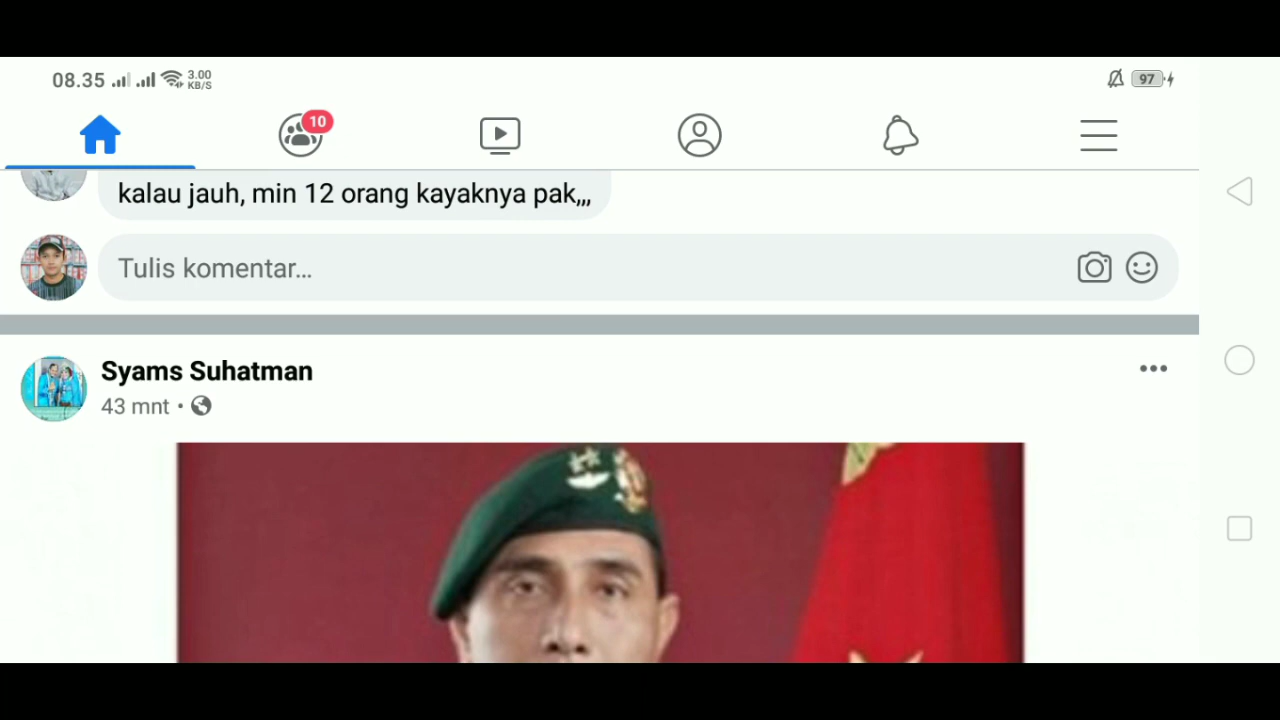 08.35 3.00 KB/S 97
10
kalau jauh, min 12 orang kayaknya pak,,,
Tulis komentar...
Syams Suhatman
43 mnt •